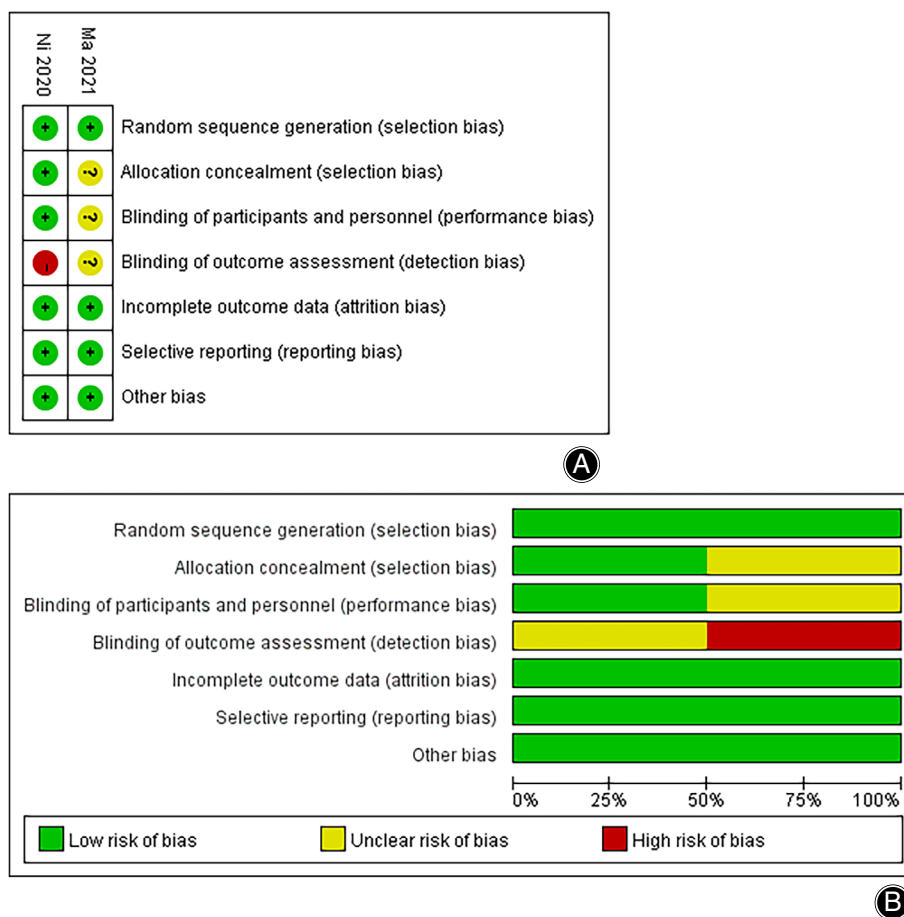 Ni 2020
Ma 2021
+ + Random sequence generation (selection bias)
+ ? Allocation concealment (selection bias)
+ ? Blinding of participants and personnel (performance bias)
- ? Blinding of outcome assessment (detection bias)
+ + Incomplete outcome data (attrition bias)
+ + Selective reporting (reporting bias)
+ + Other bias
A
Random sequence generation (selection bias)
Allocation concealment (selection bias)
Blinding of participants and personnel (performance bias)
Blinding of outcome assessment (detection bias)
Incomplete outcome data (attrition bias)
Selective reporting (reporting bias)
Other bias
0% 25% 50% 75% 100%
Low risk of bias Unclear risk of bias High risk of bias
B